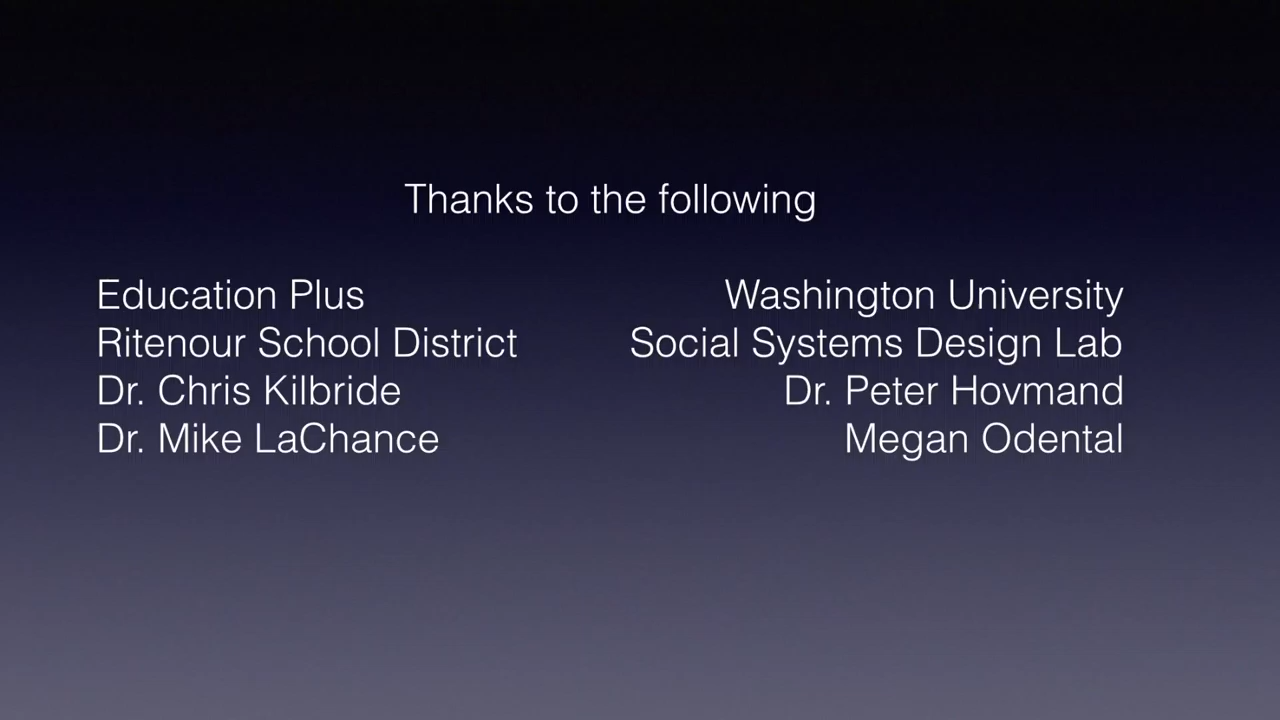 Thanks to the following
Education Plus
Ritenour School District
Dr. Chris Kilbride
Dr. Mike LaChance
Washington University
Social Systems Design Lab
Dr. Peter Hovmand
Megan Odental